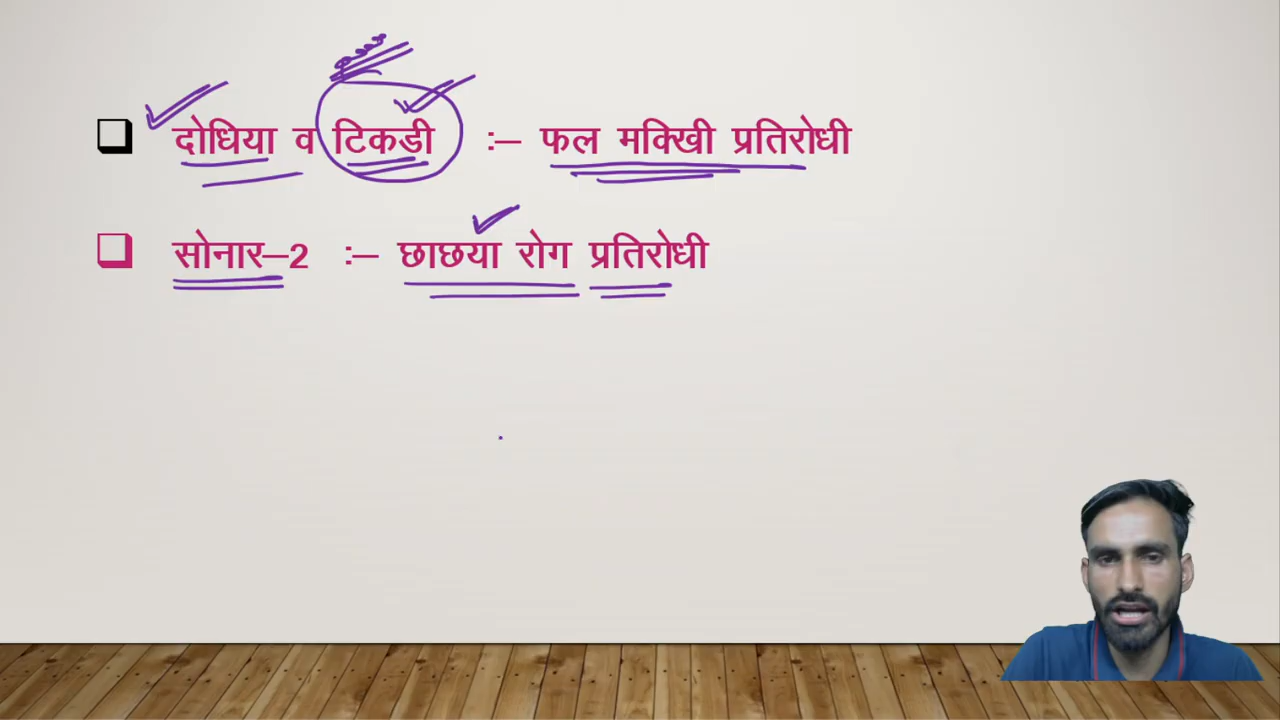 दोधिया व टिकडी :– फल मक्खिी प्रतिरोधी
सोनार–2 :– छाछया रोग प्रतिरोधी